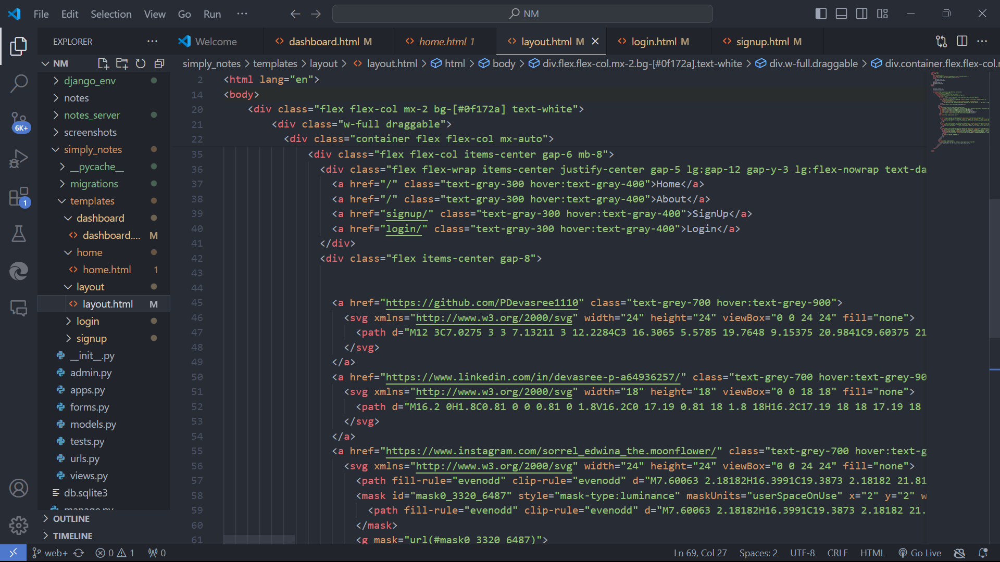 File Edit Selection View Go Run ··· NM
EXPLORER ···
Welcome
dashboard.html M
home.html 1
layout.html M
login.html M
signup.html M
NM
simply_notes > templates > layout > layout.html > html > body > div.flex.flex-col.mx-2.bg-[#0f172a].text-white > div.w-full.draggable > div.container.flex.flex-col.
django_env
notes
notes_server
screenshots
simply_notes
__pycache__
migrations
templates
dashboard
dashboard.... M
home
home.html 1
layout
layout.html M
login
signup
__init__.py
admin.py
apps.py
forms.py
models.py
tests.py
urls.py
views.py
db.sqlite3
manage.py
OUTLINE
TIMELINE
6K+
1
2 <html lang="en">
14 <body>
20 <div class="flex flex-col mx-2 bg-[#0f172a] text-white">
21 <div class="w-full draggable">
22 <div class="container flex flex-col mx-auto">
35 <div class="flex flex-col items-center gap-6 mb-8">
36 <div class="flex flex-wrap items-center justify-center gap-5 lg:gap-12 gap-y-3 lg:flex-nowrap text-da
37 <a href="/" class="text-gray-300 hover:text-gray-400">Home</a>
38 <a href="/" class="text-gray-300 hover:text-gray-400">About</a>
39 <a href="signup/" class="text-gray-300 hover:text-gray-400">SignUp</a>
40 <a href="login/" class="text-gray-300 hover:text-gray-400">Login</a>
41 </div>
42 <div class="flex items-center gap-8">
43
44
45 <a href="https://github.com/PDevasree1110" class="text-grey-700 hover:text-grey-900">
46 <svg xmlns="http://www.w3.org/2000/svg" width="24" height="24" viewBox="0 0 24 24" fill="none">
47 <path d="M12 3C7.0275 3 3 7.13211 3 12.2284C3 16.3065 5.5785 19.7648 9.15375 20.9841C9.60375 21
48 </svg>
49 </a>
50 <a href="https://www.linkedin.com/in/devasree-p-a64936257/" class="text-grey-700 hover:text-grey-90
51 <svg xmlns="http://www.w3.org/2000/svg" width="18" height="18" viewBox="0 0 18 18" fill="none">
52 <path d="M16.2 0H1.8C0.81 0 0 0.81 0 1.8V16.2C0 17.19 0.81 18 1.8 18H16.2C17.19 18 18 17.19 18
53 </svg>
54 </a>
55 <a href="https://www.instagram.com/sorrel_edwina_the.moonflower/" class="text-grey-700 hover:text-g
56 <svg xmlns="http://www.w3.org/2000/svg" width="24" height="24" viewBox="0 0 24 24" fill="none">
57 <path fill-rule="evenodd" clip-rule="evenodd" d="M7.60063 2.18182H16.3991C19.3873 2.18182 21.81
58 <mask id="mask0_3320_6487" style="mask-type:luminance" maskUnits="userSpaceOnUse" x="2" y="2" w
59 <path fill-rule="evenodd" clip-rule="evenodd" d="M7.60063 2.18182H16.3991C19.3873 2.18182 21.
60 </mask>
61 <g mask="url(#mask0_3320_6487)">
web+ 0 1 0 Ln 69, Col 27 Spaces: 2 UTF-8 CRLF HTML Go Live